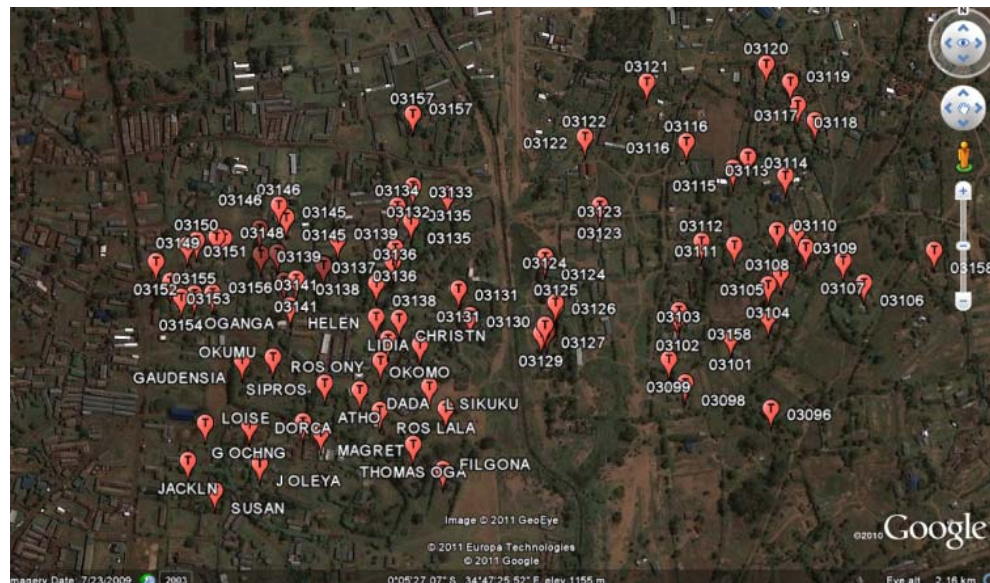 N
03120
03121
03119
03157
03157
03117
03118
03122
03122
03116
03116
03114
03113
03115
03146
03134
03133
03146
03145
03132
03123
03135
03150
03148
03112
03110
03149
03145
03139
03135
03123
03151
03111
03109
03139
03136
03137
03124
03108
03158
03136
03124
03155
03152
03156
03141
03138
03131
03125
03105
03107
03106
03153
03138
03126
03141
03104
03154
OGANGA
HELEN
03131
03130
03103
CHRISTN
03158
03127
OKUMU
LIDIA
03102
03129
03101
ROS ONY
OKOMO
GAUDENSIA
SIPROS
03099
03098
DADA
L SIKUKU
03096
LOISE
ATHO
DORCA
ROS LALA
G OCHNG
MAGRET
FILGONA
THOMAS OGA
JACKLN
J OLEYA
SUSAN
Image © 2011 GeoEye
©2010 Google
© 2011 Europa Technologies
© 2011 Google
Imagery Date: 7/23/2009
2003
0°05'27.07" S 34°47'25.52" E elev 1155 m
Eye alt 2.16 km